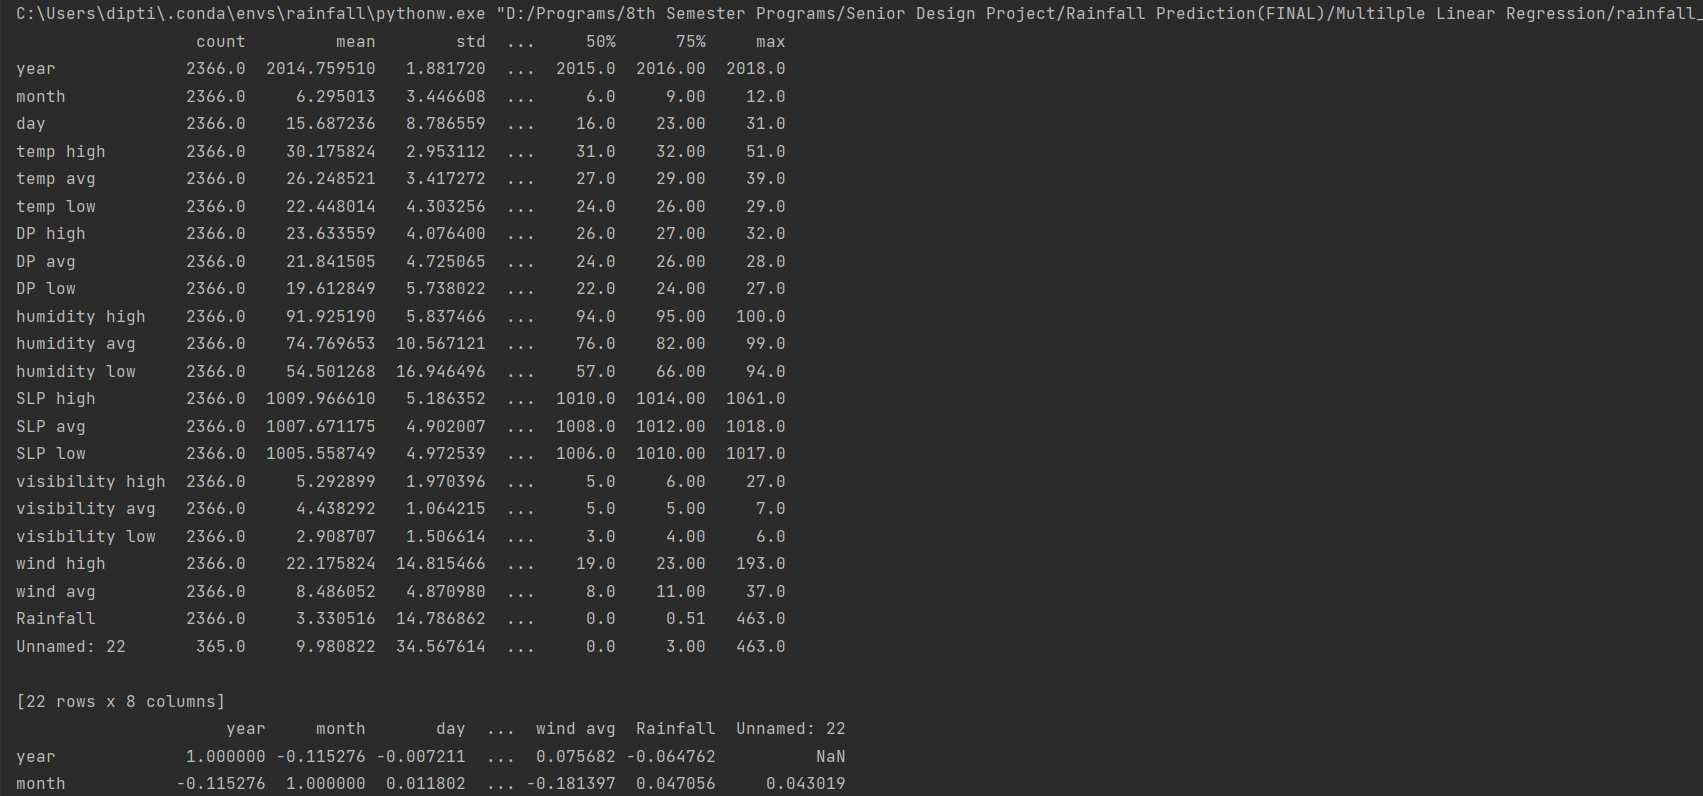 C:\Users\dipti\.conda\envs\rainfall\pythonw.exe "D:/Programs/8th Semester Programs/Senior Design Project/Rainfall Prediction(FINAL)/Multilple Linear Regression/rainfall_
count mean std ... 50% 75% max
year 2366.0 2014.759510 1.881720 ... 2015.0 2016.00 2018.0
month 2366.0 6.295013 3.446608 ... 6.0 9.00 12.0
day 2366.0 15.687236 8.786559 ... 16.0 23.00 31.0
temp high 2366.0 30.175824 2.953112 ... 31.0 32.00 51.0
temp avg 2366.0 26.248521 3.417272 ... 27.0 29.00 39.0
temp low 2366.0 22.448014 4.303256 ... 24.0 26.00 29.0
DP high 2366.0 23.633559 4.076400 ... 26.0 27.00 32.0
DP avg 2366.0 21.841505 4.725065 ... 24.0 26.00 28.0
DP low 2366.0 19.612849 5.738022 ... 22.0 24.00 27.0
humidity high 2366.0 91.925190 5.837466 ... 94.0 95.00 100.0
humidity avg 2366.0 74.769653 10.567121 ... 76.0 82.00 99.0
humidity low 2366.0 54.501268 16.946496 ... 57.0 66.00 94.0
SLP high 2366.0 1009.966610 5.186352 ... 1010.0 1014.00 1061.0
SLP avg 2366.0 1007.671175 4.902007 ... 1008.0 1012.00 1018.0
SLP low 2366.0 1005.558749 4.972539 ... 1006.0 1010.00 1017.0
visibility high 2366.0 5.292899 1.970396 ... 5.0 6.00 27.0
visibility avg 2366.0 4.438292 1.064215 ... 5.0 5.00 7.0
visibility low 2366.0 2.908707 1.506614 ... 3.0 4.00 6.0
wind high 2366.0 22.175824 14.815466 ... 19.0 23.00 193.0
wind avg 2366.0 8.486052 4.870980 ... 8.0 11.00 37.0
Rainfall 2366.0 3.330516 14.786862 ... 0.0 0.51 463.0
Unnamed: 22 365.0 9.980822 34.567614 ... 0.0 3.00 463.0
[22 rows x 8 columns]
year month day ... wind avg Rainfall Unnamed: 22
year 1.000000 -0.115276 -0.007211 ... 0.075682 -0.064762 NaN
month -0.115276 1.000000 0.011802 ... -0.181397 0.047056 0.043019